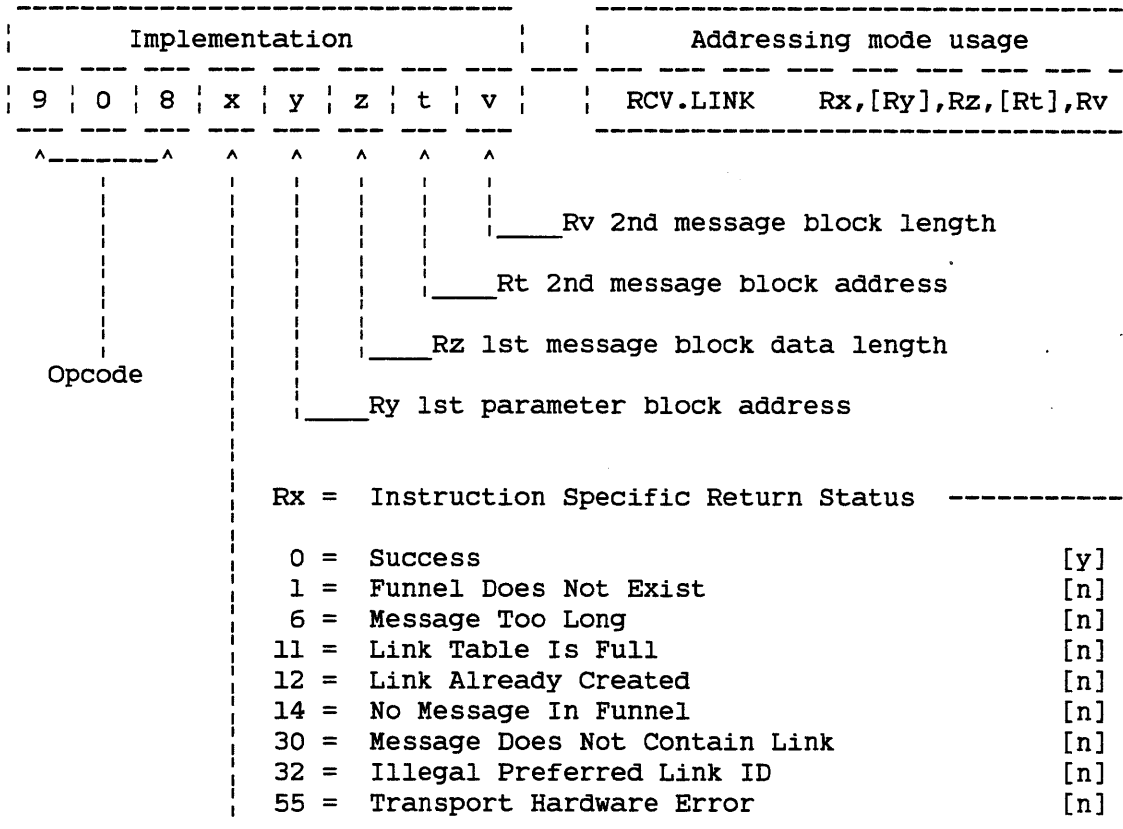 Implementation Addressing mode usage
9 0 8 x y z t v RCV.LINK Rx,[Ry],Rz,[Rt],Rv
Rv 2nd message block length
Rt 2nd message block address
Rz 1st message block data length
Opcode
Ry 1st parameter block address
Rx = Instruction Specific Return Status
0 = Success [y]
1 = Funnel Does Not Exist [n]
6 = Message Too Long [n]
11 = Link Table Is Full [n]
12 = Link Already Created [n]
14 = No Message In Funnel [n]
30 = Message Does Not Contain Link [n]
32 = Illegal Preferred Link ID [n]
55 = Transport Hardware Error [n]